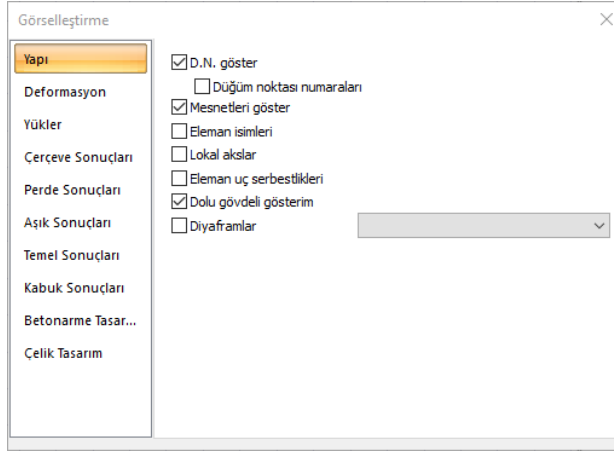 Görselleştirme
Yapı
Deformasyon
Yükler
Çerçeve Sonuçları
Perde Sonuçları
Aşık Sonuçları
Temel Sonuçları
Kabuk Sonuçları
Betonarme Tasar...
Çelik Tasarım
D.N. göster
Düğüm noktası numaraları
Mesnetleri göster
Eleman isimleri
Lokal akslar
Eleman uç serbestlikleri
Dolu gövdeli gösterim
Diyaframlar